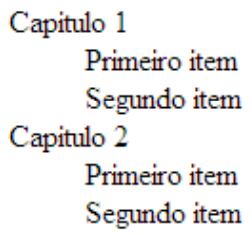 Capitulo 1
Primeiro item
Segundo item
Capitulo 2
Primeiro item
Segundo item